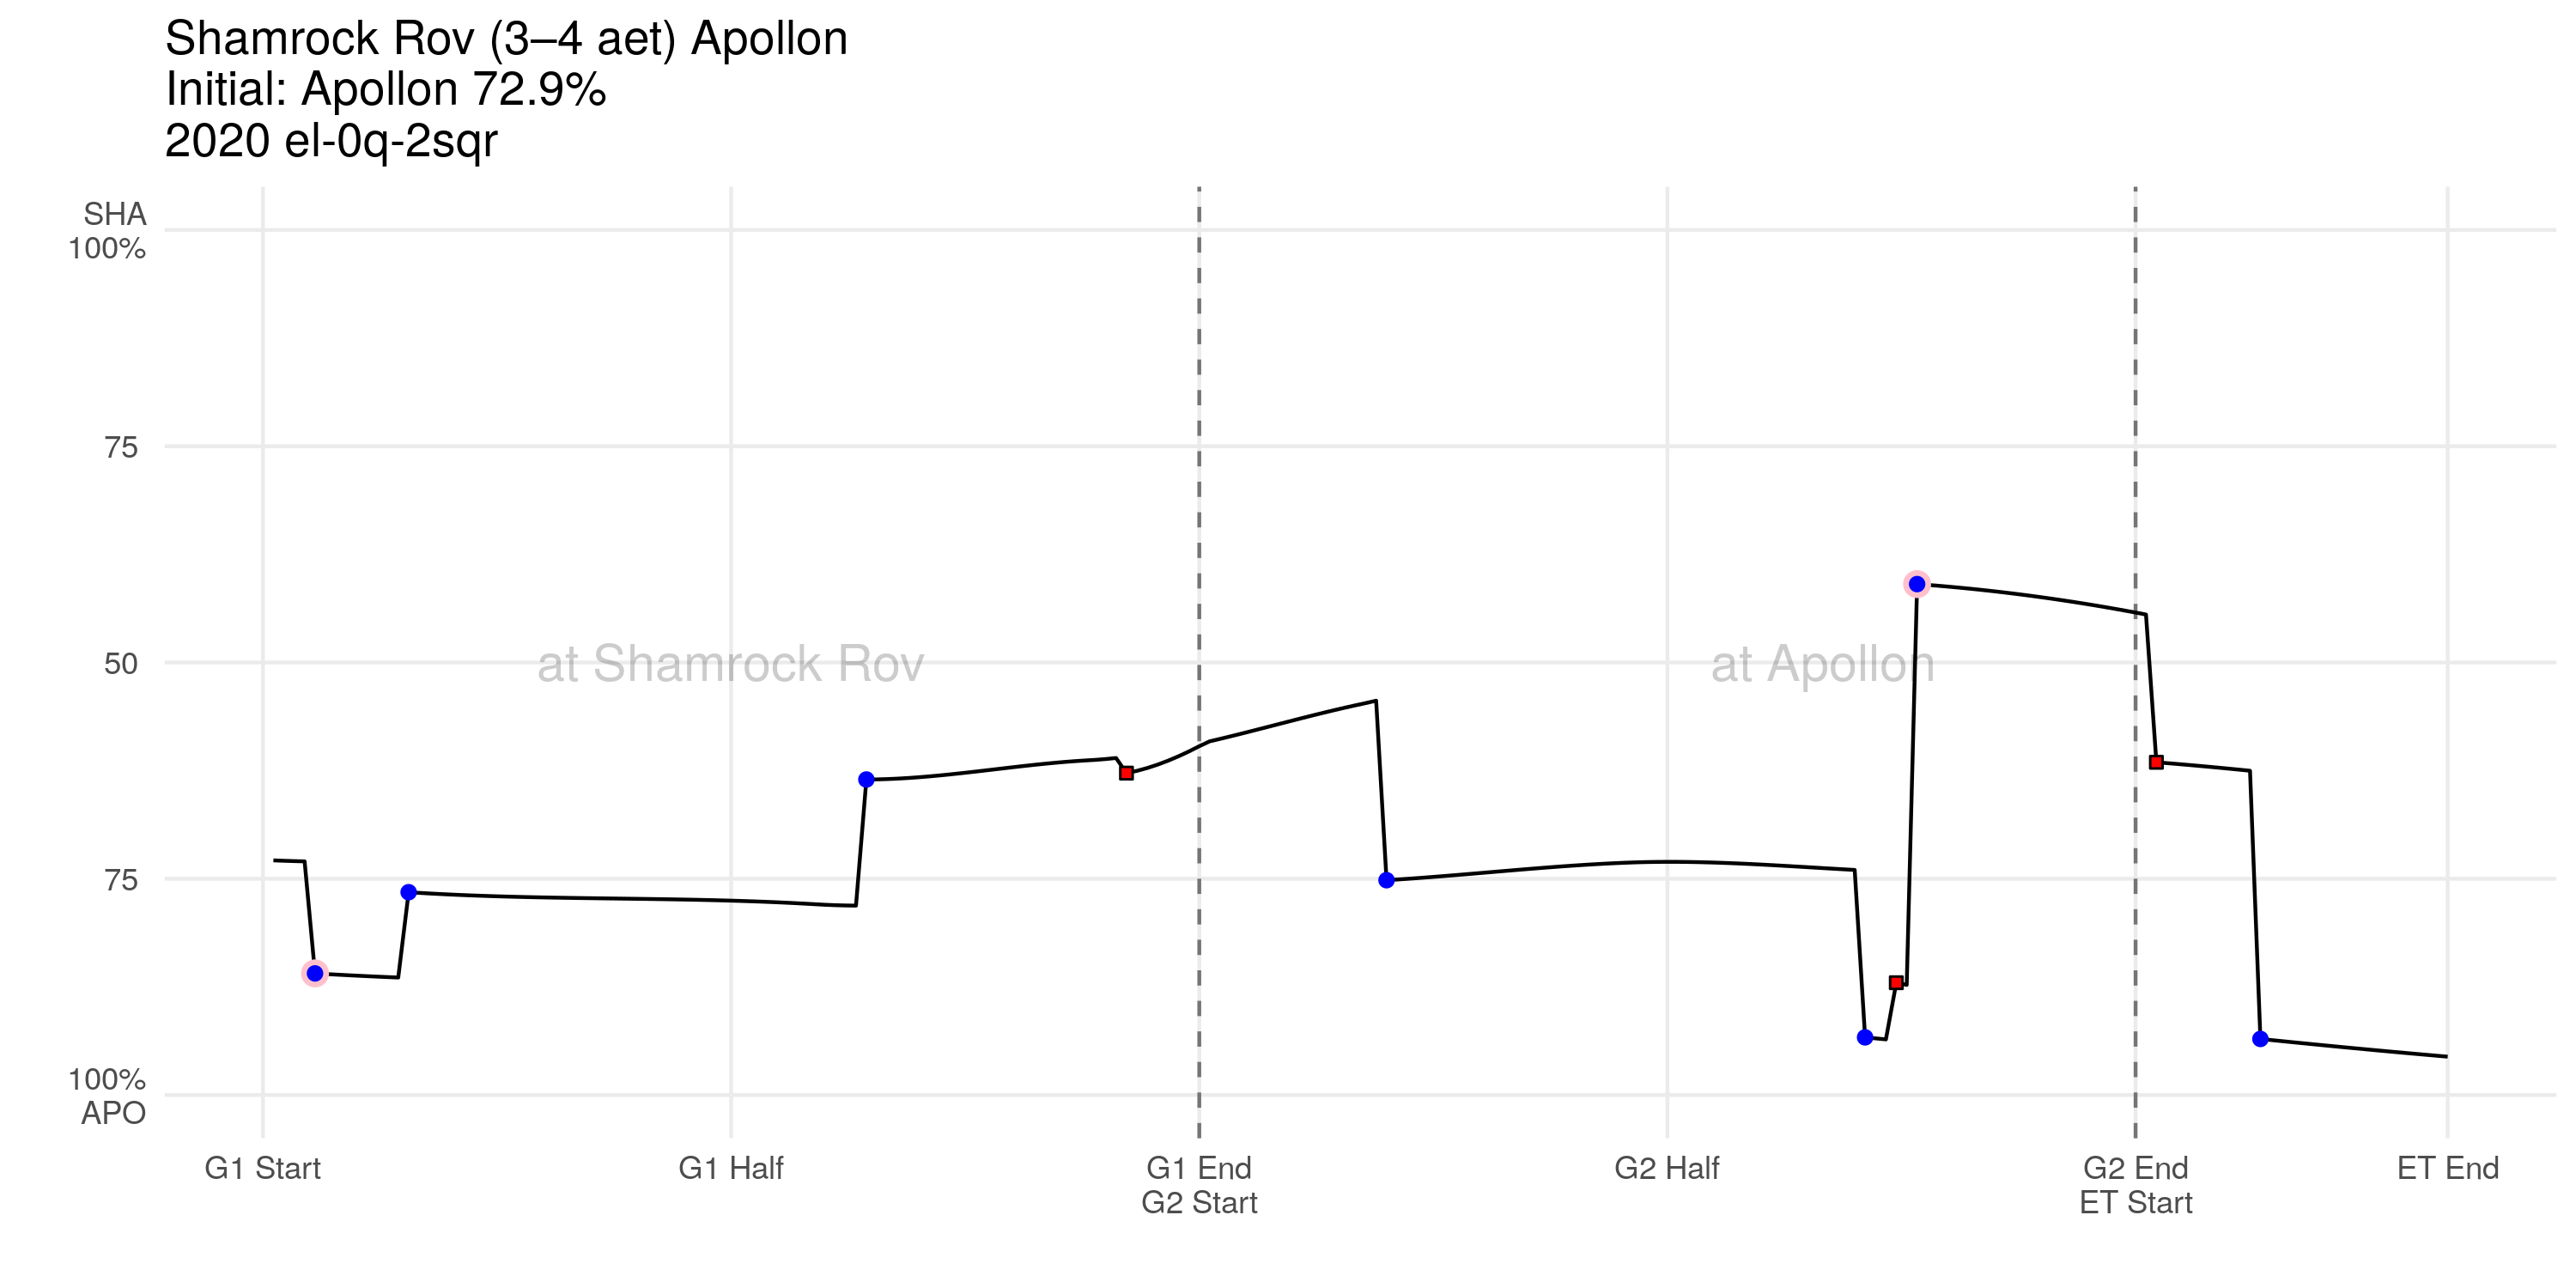 Shamrock Rov (3–4 aet) Apollon
Initial: Apollon 72.9%
2020 el-0q-2sqr
SHA
100%
75
50
75
100%
APO
at Shamrock Rov
at Apollon
G1 Start
G1 Half
G1 End
G2 Start
G2 Half
G2 End
ET Start
ET End